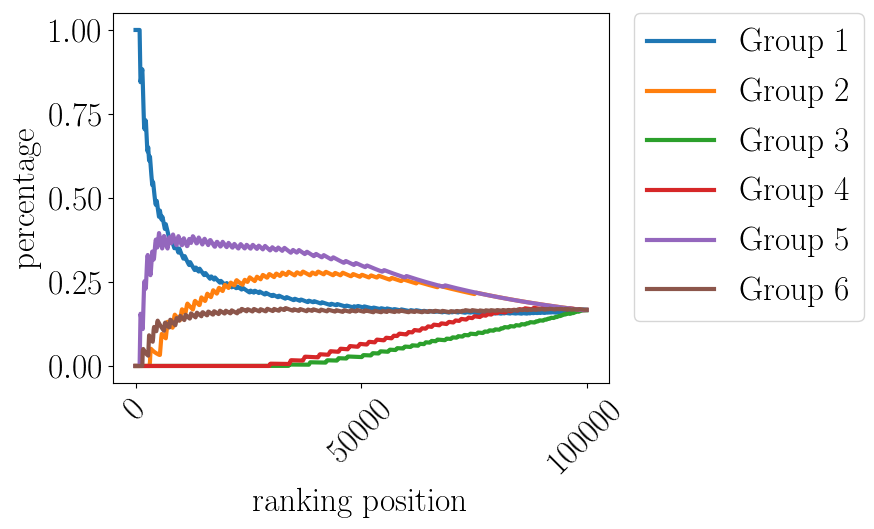 1.00
0.75
0.50
0.25
0.00
percentage
0
50000
100000
ranking position
Group 1
Group 2
Group 3
Group 4
Group 5
Group 6